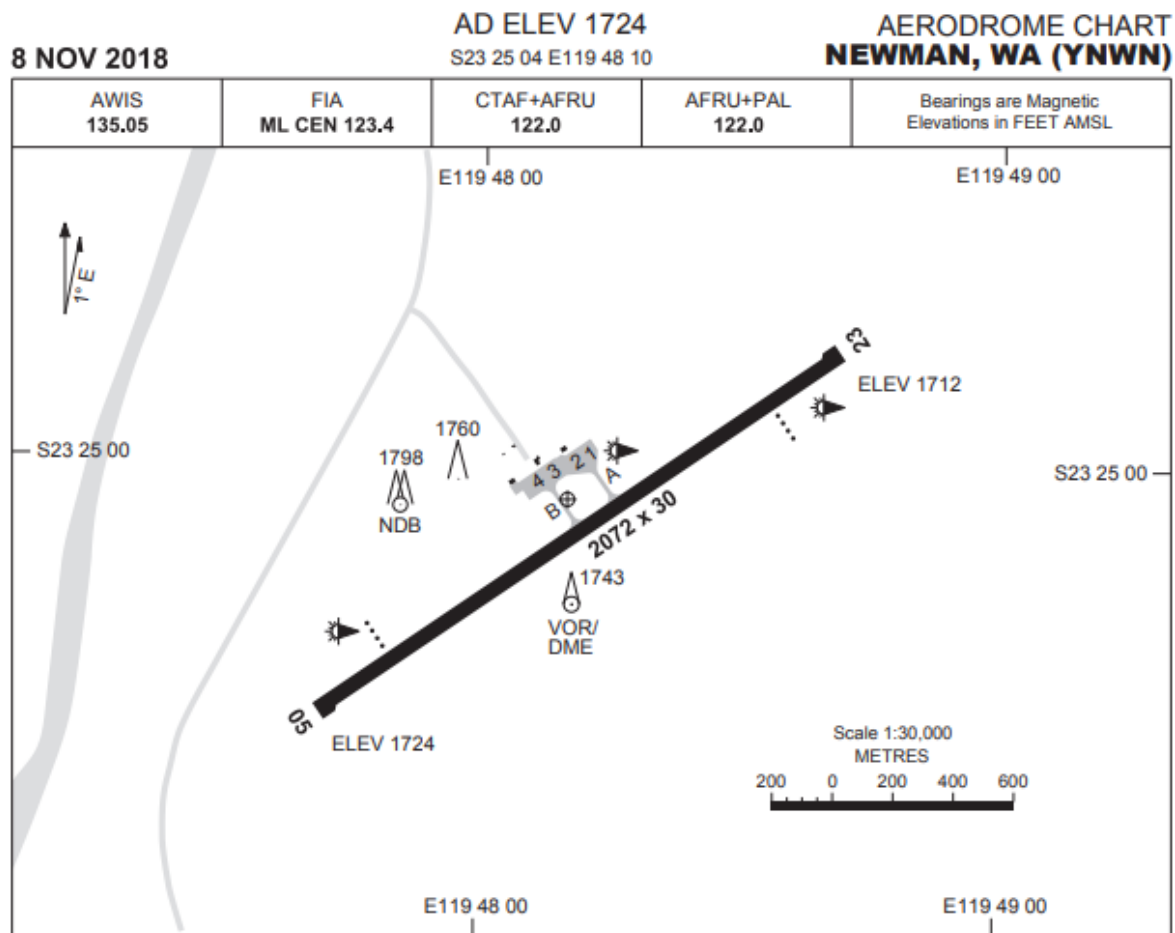 AD ELEV 1724
AERODROME CHART
8 NOV 2018
S23 25 04 E119 48 10
NEWMAN, WA (YNWN)
AWIS
135.05
FIA
ML CEN 123.4
CTAF+AFRU
122.0
AFRU+PAL
122.0
Bearings are Magnetic
Elevations in FEET AMSL
E119 48 00
E119 49 00
1° E
23
ELEV 1712
S23 25 00
1760
1798
NDB
4 3 2 1
A
B
S23 25 00
2072 x 30
1743
VOR/
DME
05
ELEV 1724
Scale 1:30,000
METRES
200 0 200 400 600
E119 48 00
E119 49 00